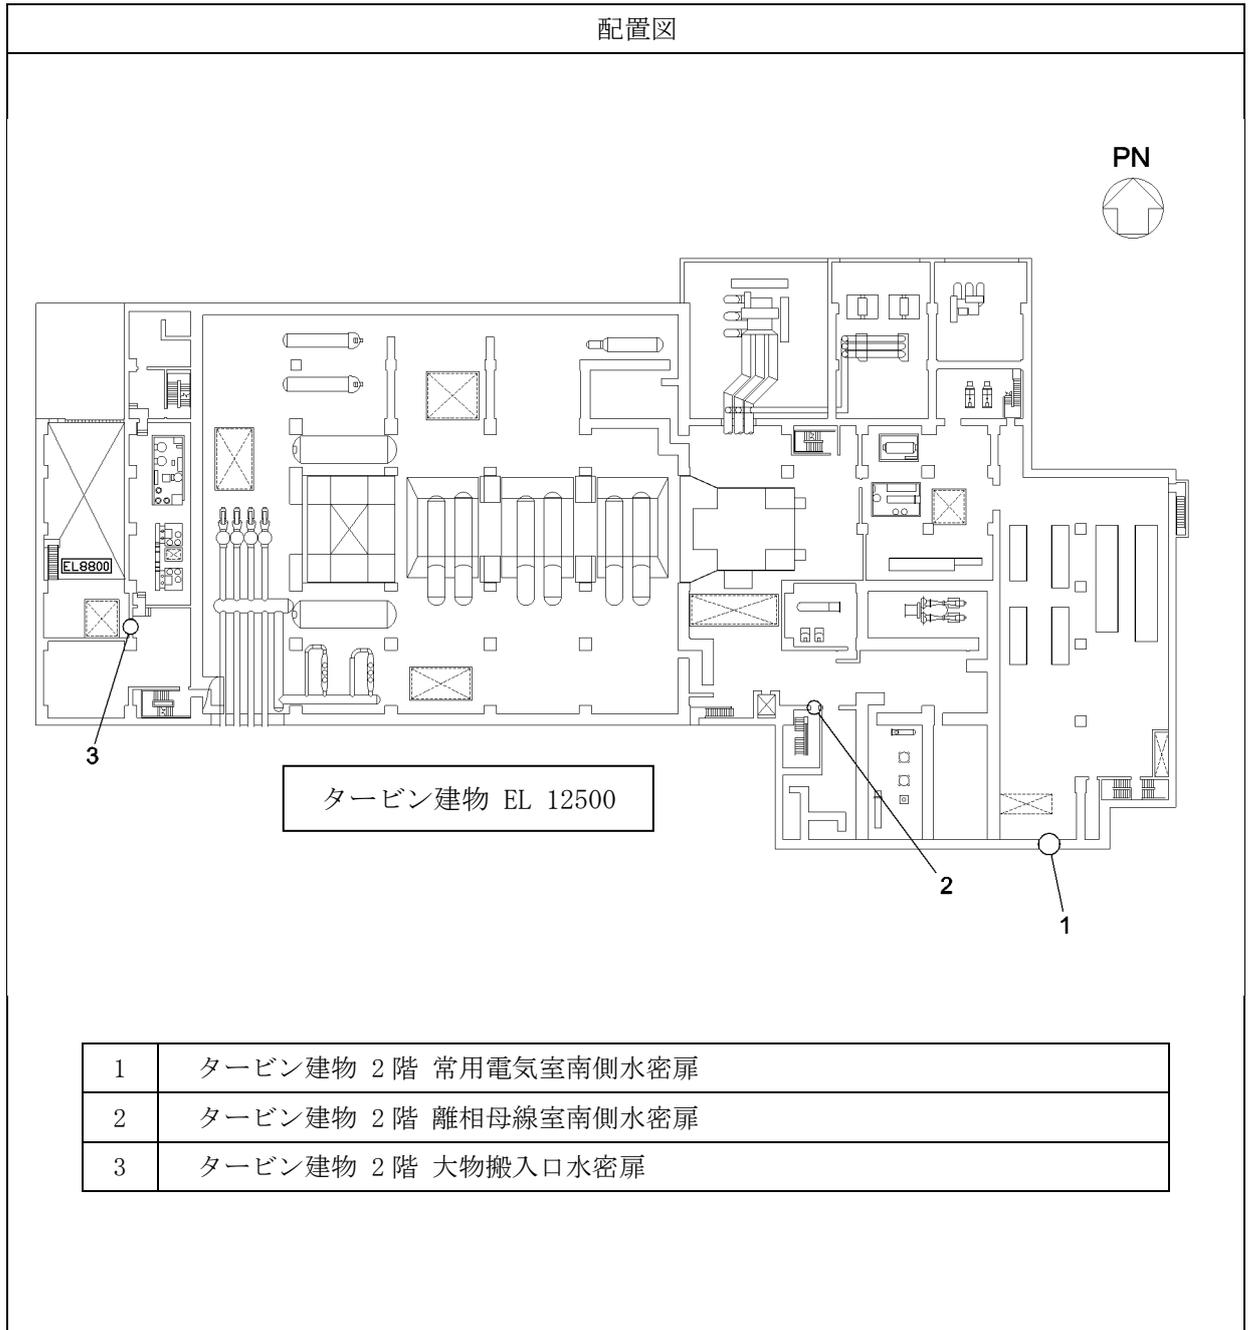 配置図
PN
EL8800
3
タービン建物 EL 12500
2
1
1 タービン建物 2階 常用電気室南側水密扉
2 タービン建物 2階 離相母線室南側水密扉
3 タービン建物 2階 大物搬入口水密扉